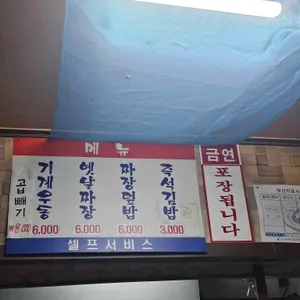 메뉴
곱빼기 ₩8.000
기계우동 6.000
옛날짜장 6.000
짜장덮밥 6.000
즉석김밥 3.000
셀프서비스
금연
포장됩니다